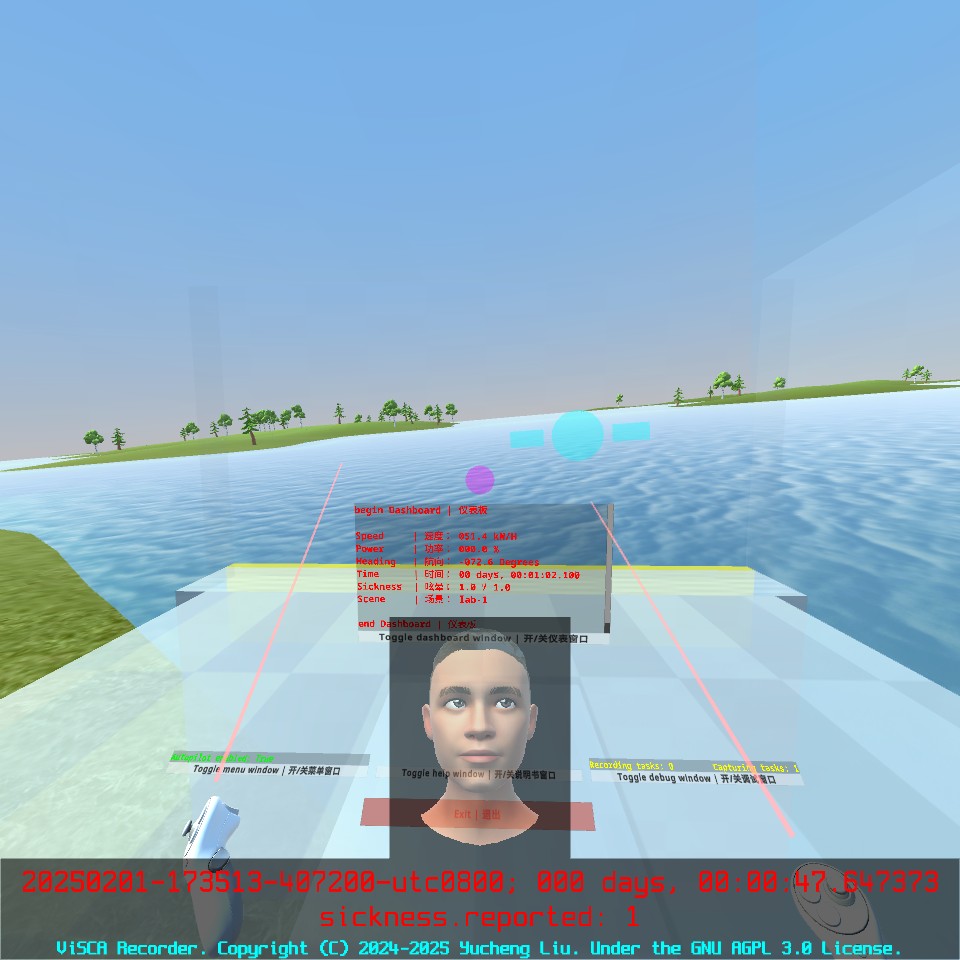 begin Dashboard | 仪表板
Speed | 速度： 051.4 kN/H
Power | 功率： 000.0 %
Heading | 航向： -072.6 Degrees
Time | 时间： 00 days, 00:01:02.100
Sickness | 眩晕： 1.0 / 1.0
Scene | 场景： lab-1
end Dashboard | 仪表板
Toggle dashboard window | 开/关仪表窗口
Autopilot enabled: True
Toggle menu window | 开/关菜单窗口
Toggle help window | 开/关说明书窗口
Recording tasks: 0 Capturing tasks: 1
Toggle debug window | 开/关调试窗口
Exit | 退出
20250201-173513-407200-utc0800; 000 days, 00:00:47.647373
sickness.reported: 1
ViSCA Recorder. Copyright (C) 2024-2025 Yucheng Liu. Under the GNU AGPL 3.0 License.